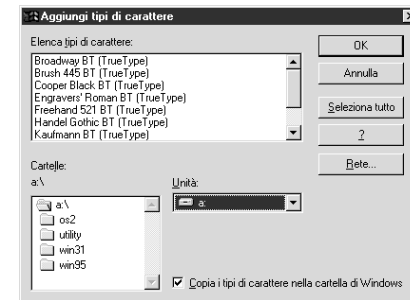 Aggiungi tipi di carattere
Elenca tipi di carattere:
Broadway BT (TrueType)
Brush 445 BT (TrueType)
Cooper Black BT (TrueType)
Engravers' Roman BT (TrueType)
Freehand 521 BT (TrueType)
Handel Gothic BT (TrueType)
Kaufmann BT (TrueType)
OK
Annulla
Seleziona tutto
?
Rete...
Cartelle:
a:\
a:\
os2
utility
win31
win95
Unità:
a:
Copia i tipi di carattere nella cartella di Windows